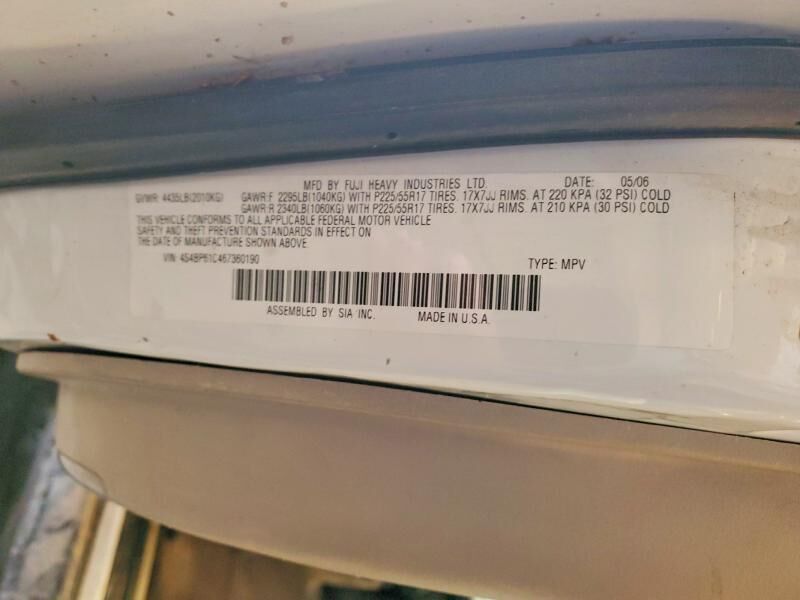 MFD BY FUJI HEAVY INDUSTRIES LTD. DATE: 05/06
GVWR: 4435LB(2010KG) GAWR:F 2295LB(1040KG) WITH P225/55R17 TIRES. 17X7JJ RIMS. AT 220 KPA (32 PSI) COLD
GAWR:R 2340LB(1060KG) WITH P225/55R17 TIRES. 17X7JJ RIMS. AT 210 KPA (30 PSI) COLD
THIS VEHICLE CONFORMS TO ALL APPLICABLE FEDERAL MOTOR VEHICLE
SAFETY AND THEFT PREVENTION STANDARDS IN EFFECT ON
THE DATE OF MANUFACTURE SHOWN ABOVE.
VIN: 4S4BP61C467360190 TYPE: MPV
ASSEMBLED BY SIA INC. MADE IN U.S.A.